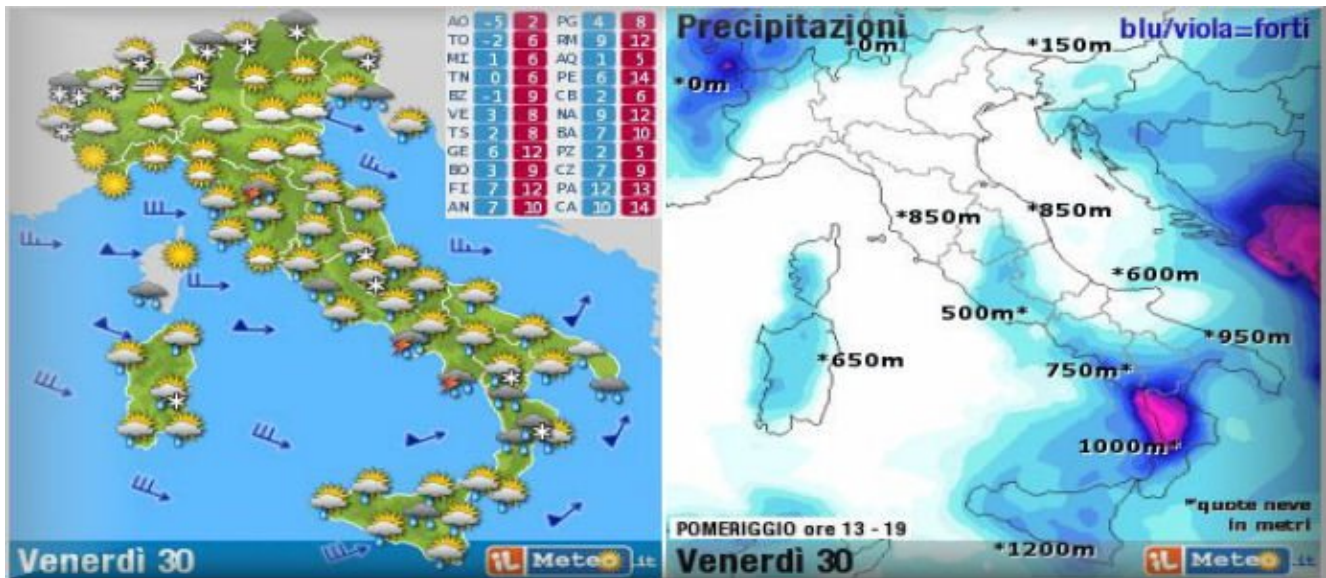 AO -5 2 PG 4 8
TO -2 6 RM 9 12
MI 1 6 AQ 1 5
TN 0 6 PE 6 14
BZ -1 9 CB 2 6
VE 3 8 NA 9 12
TS 2 8 BA 7 10
GE 6 12 PZ 2 5
BO 3 9 CZ 7 9
FI 7 12 PA 12 13
AN 7 10 CA 10 14
Venerdì 30
iL Meteo.it
Precipitazioni
blu/viola=forti
*0m
*150m
*0m
*850m
*850m
*600m
500m*
*950m
*650m
750m*
1000m*
*quote neve
in metri
POMERIGGIO ore 13 - 19
*1200m
Venerdì 30
iL Meteo.it